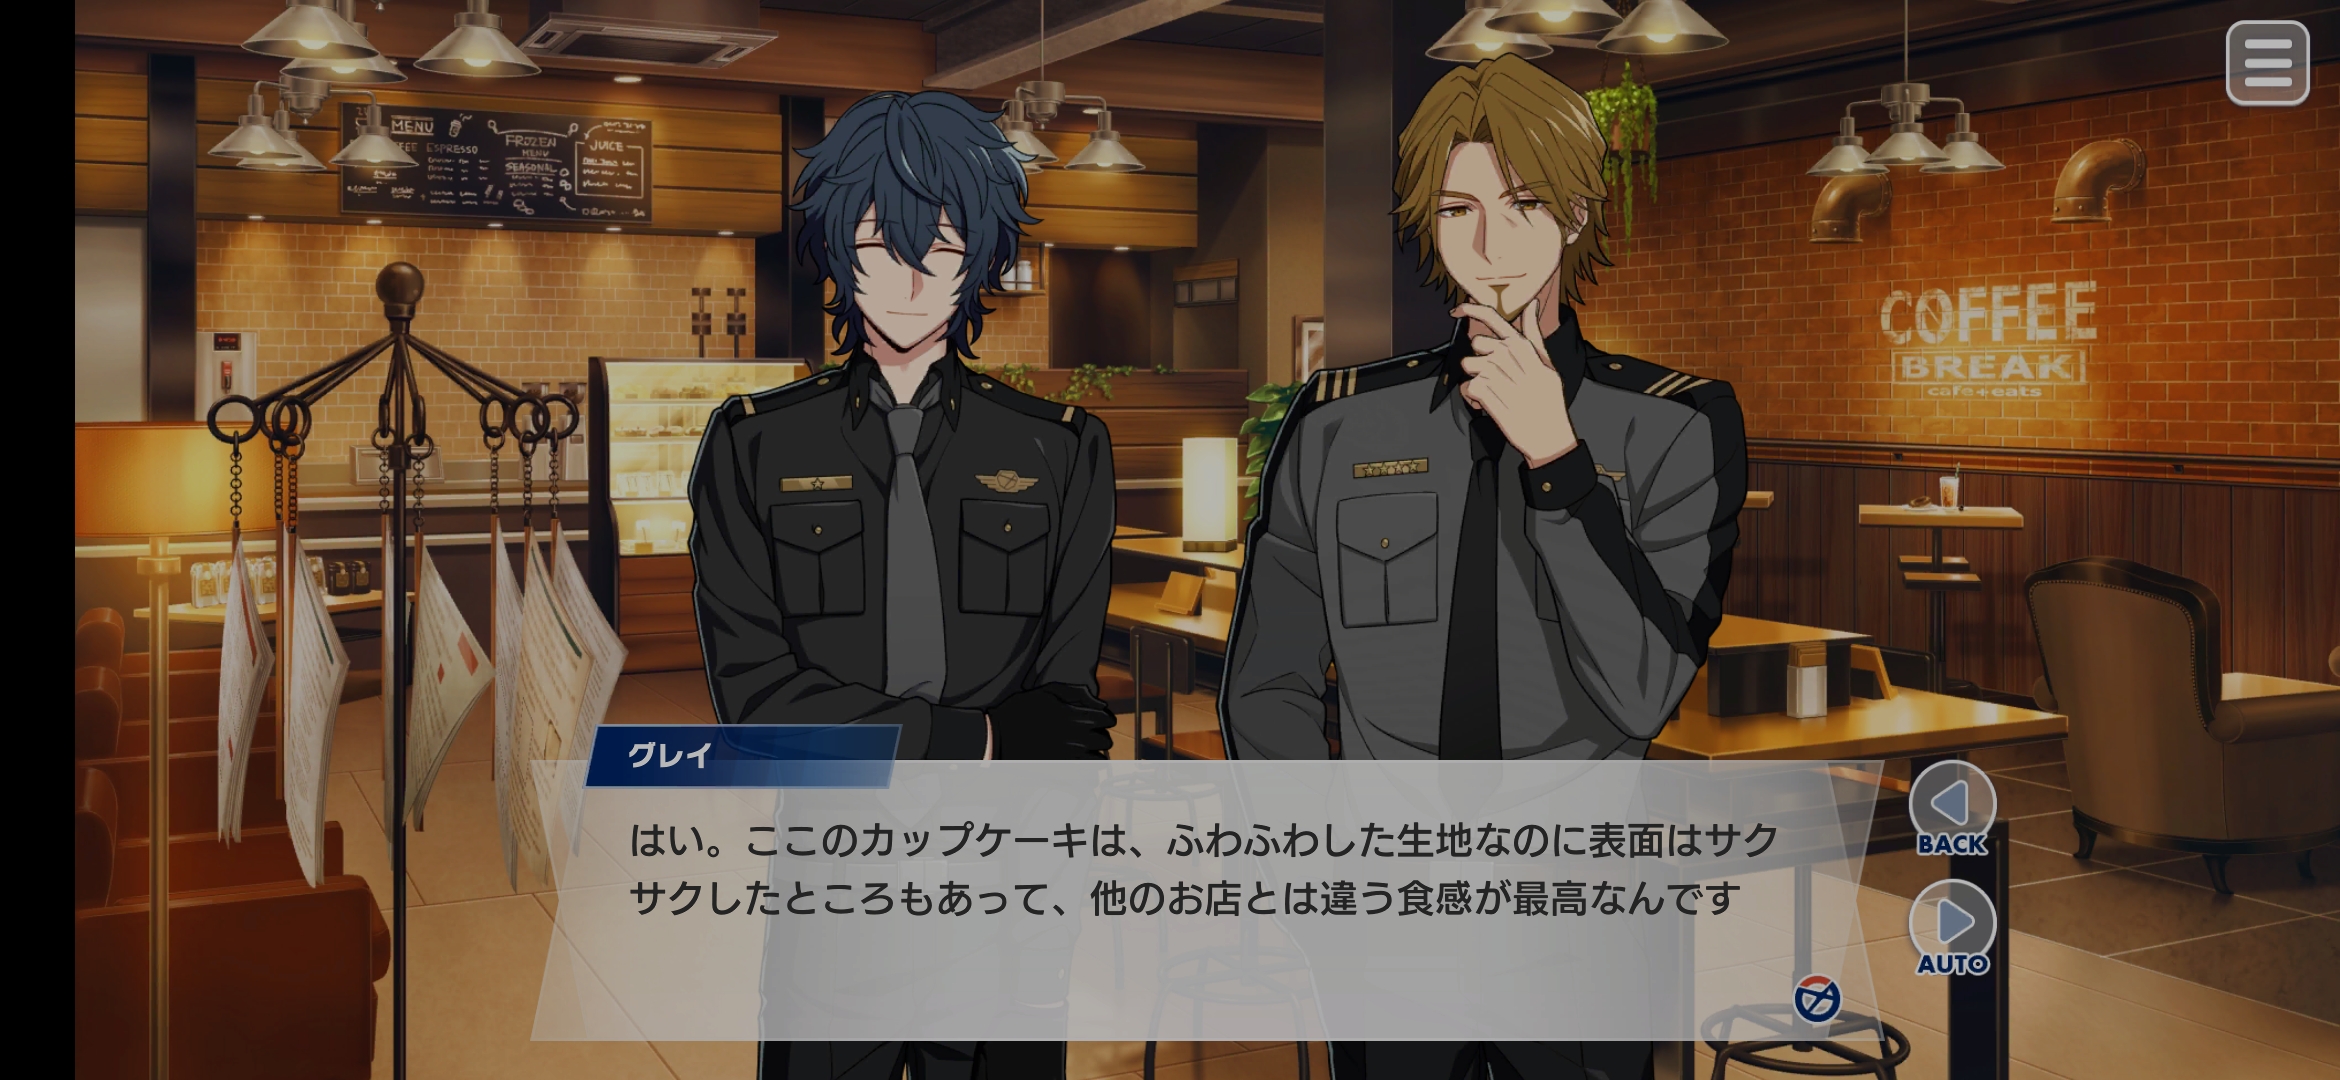 MENU
ESPRESSO
FROZEN
MENU
SEASONAL
JUICE
COFFEE
BREAK
cafe+eats
グレイ
はい。ここのカップケーキは、ふわふわした生地なのに表面はサク
サクしたところもあって、他のお店とは違う食感が最高なんです
BACK
AUTO